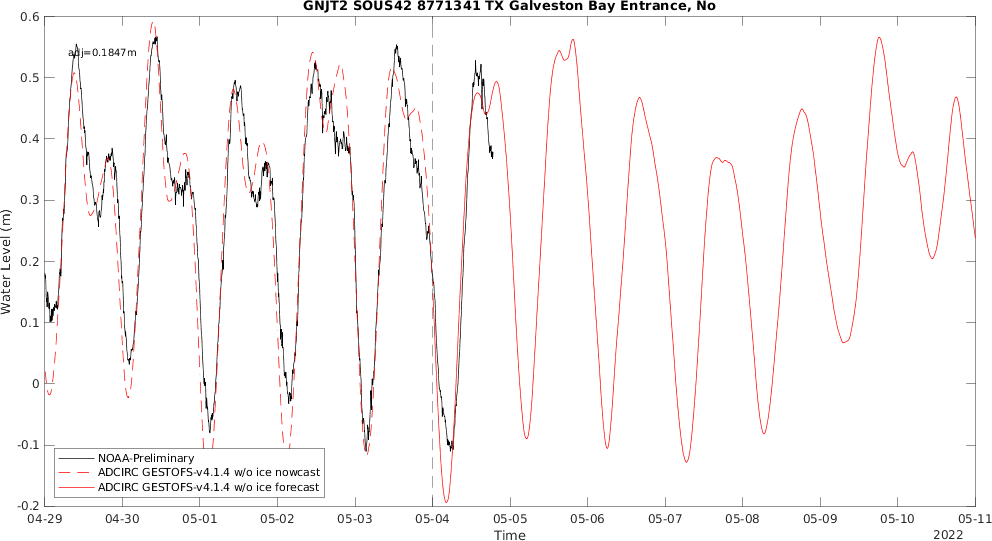 GNJT2 SOUS42 8771341 TX Galveston Bay Entrance, No
adj=0.1847m
0.6
0.5
0.4
0.3
0.2
0.1
0
-0.1
-0.2
Water Level (m)
NOAA-Preliminary
ADCIRC GESTOFS-v4.1.4 w/o ice nowcast
ADCIRC GESTOFS-v4.1.4 w/o ice forecast
04-29 04-30 05-01 05-02 05-03 05-04 05-05 05-06 05-07 05-08 05-09 05-10 05-11
Time
2022